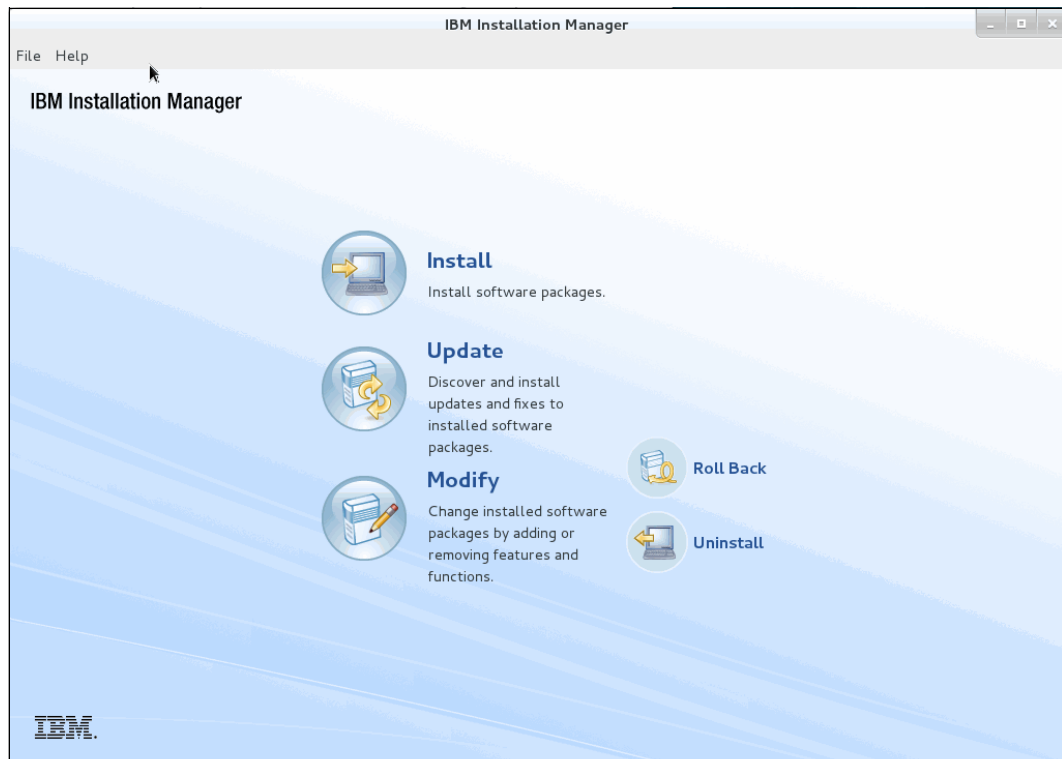 IBM Installation Manager
File Help
IBM Installation Manager
Install
Install software packages.
Update
Discover and install
updates and fixes to
installed software
packages.
Modify
Change installed software
packages by adding or
removing features and
functions.
Roll Back
Uninstall
IBM.